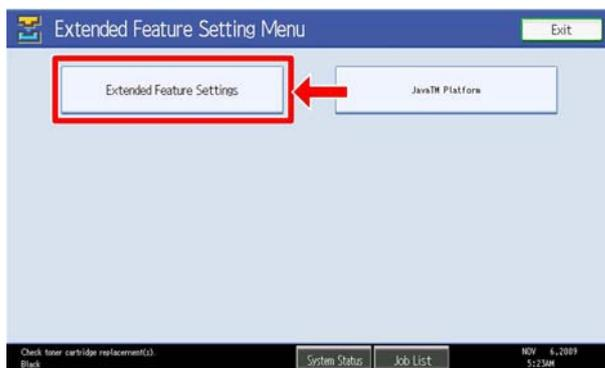 Extended Feature Setting Menu
Exit
Extended Feature Settings
JavaTM Platform
Check toner cartridge replacement(s).
Black
System Status
Job List
NOV 6,2009
5:23AM